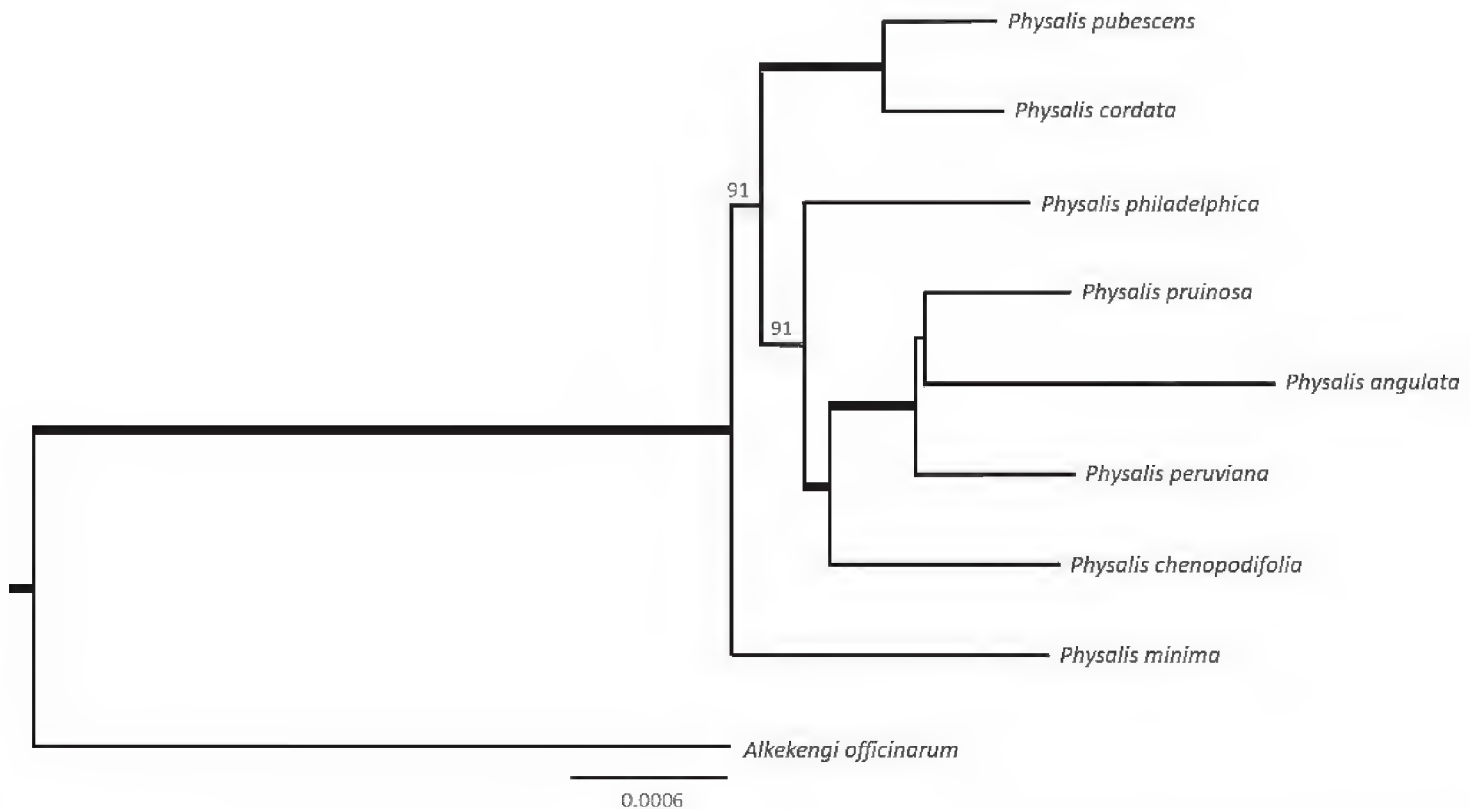 Physalis pubescens
Physalis cordata
91
Physalis philadelphica
Physalis pruinosa
91
Physalis angulata
Physalis peruviana
Physalis chenopodifolia
Physalis minima
Alkekengi officinarum
0.0006